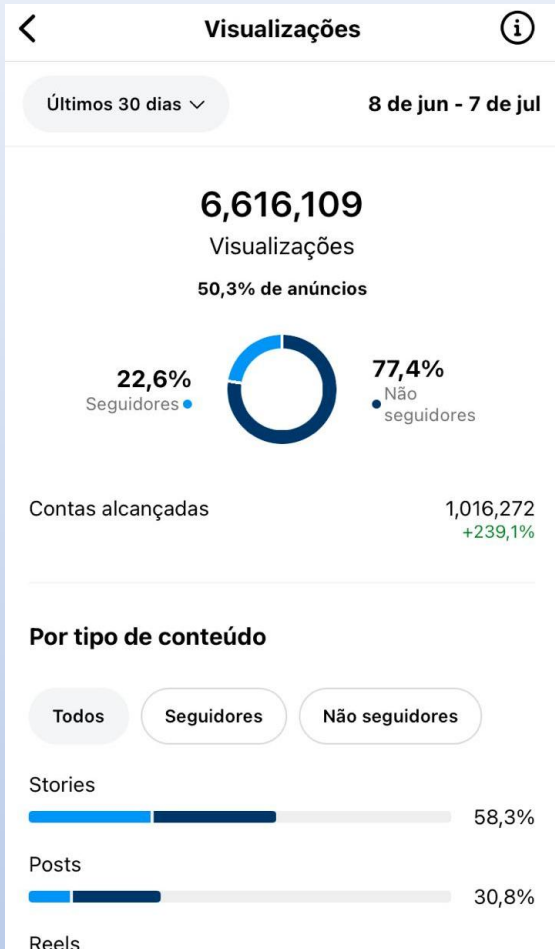 Visualizações
Últimos 30 dias
8 de jun - 7 de jul
6,616,109
Visualizações
50,3% de anúncios
22,6%
Seguidores
77,4%
Não
seguidores
Contas alcançadas
1,016,272
+239,1%
Por tipo de conteúdo
Todos
Seguidores
Não seguidores
Stories
58,3%
Posts
30,8%
Reels